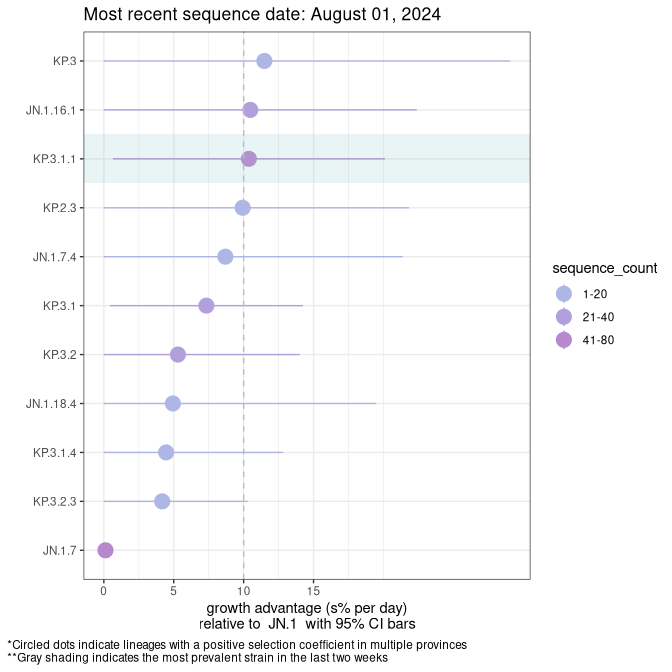 Most recent sequence date: August 01, 2024
KP.3
JN.1.16.1
KP.3.1.1
KP.2.3
JN.1.7.4
KP.3.1
KP.3.2
JN.1.18.4
KP.3.1.4
KP.3.2.3
JN.1.7
0 5 10 15
growth advantage (s% per day)
relative to JN.1 with 95% CI bars
sequence_count
1-20
21-40
41-80
*Circled dots indicate lineages with a positive selection coefficient in multiple provinces
**Gray shading indicates the most prevalent strain in the last two weeks